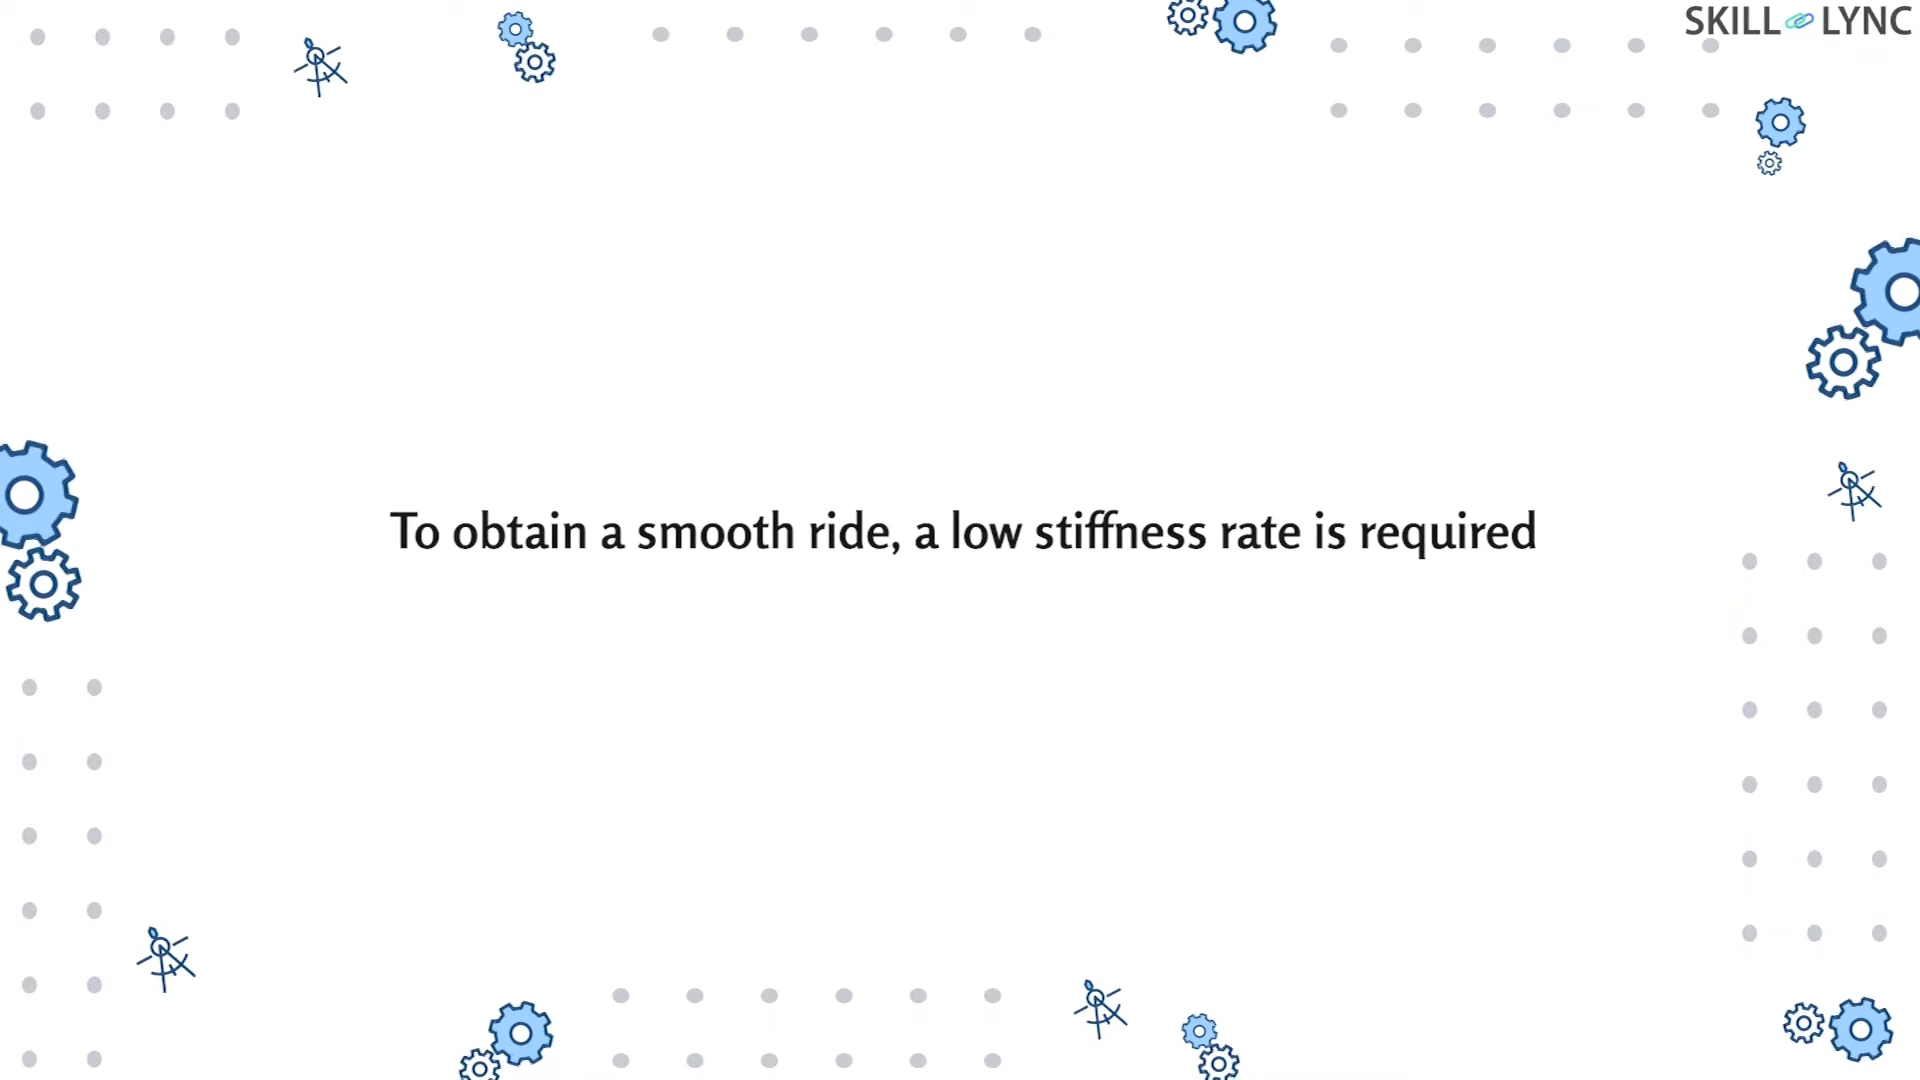 SKILL LYNC
To obtain a smooth ride, a low stiffness rate is required